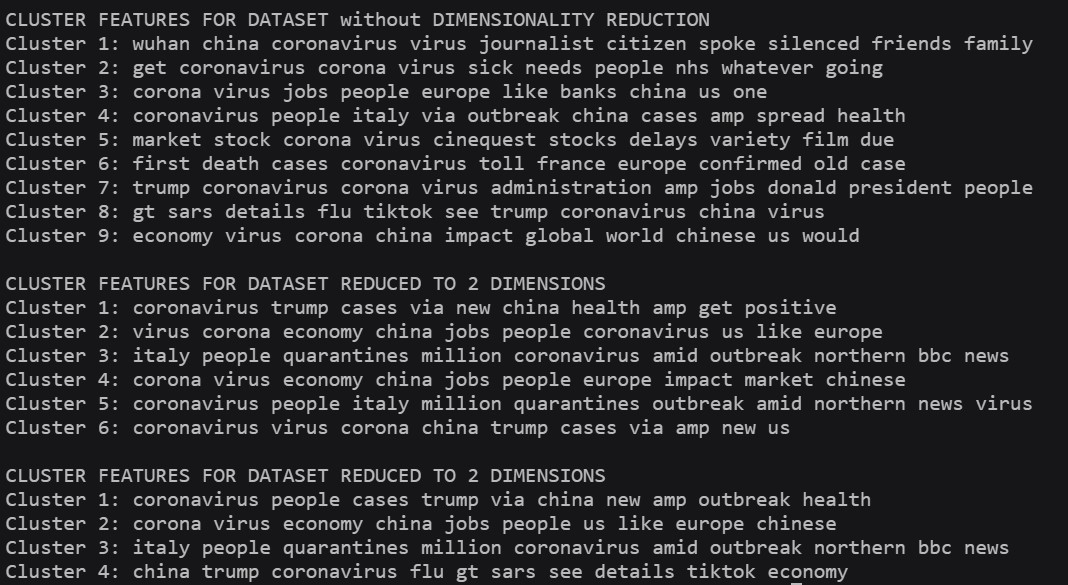 CLUSTER FEATURES FOR DATASET without DIMENSIONALITY REDUCTION
Cluster 1: wuhan china coronavirus virus journalist citizen spoke silenced friends family
Cluster 2: get coronavirus corona virus sick needs people nhs whatever going
Cluster 3: corona virus jobs people europe like banks china us one
Cluster 4: coronavirus people italy via outbreak china cases amp spread health
Cluster 5: market stock corona virus cinequest stocks delays variety film due
Cluster 6: first death cases coronavirus toll france europe confirmed old case
Cluster 7: trump coronavirus corona virus administration amp jobs donald president people
Cluster 8: gt sars details flu tiktok see trump coronavirus china virus
Cluster 9: economy virus corona china impact global world chinese us would

CLUSTER FEATURES FOR DATASET REDUCED TO 2 DIMENSIONS
Cluster 1: coronavirus trump cases via new china health amp get positive
Cluster 2: virus corona economy china jobs people coronavirus us like europe
Cluster 3: italy people quarantines million coronavirus amid outbreak northern bbc news
Cluster 4: corona virus economy china jobs people europe impact market chinese
Cluster 5: coronavirus people italy million quarantines outbreak amid northern news virus
Cluster 6: coronavirus virus corona china trump cases via amp new us

CLUSTER FEATURES FOR DATASET REDUCED TO 2 DIMENSIONS
Cluster 1: coronavirus people cases trump via china new amp outbreak health
Cluster 2: corona virus economy china jobs people us like europe chinese
Cluster 3: italy people quarantines million coronavirus amid outbreak northern bbc news
Cluster 4: china trump coronavirus flu gt sars see details tiktok economy